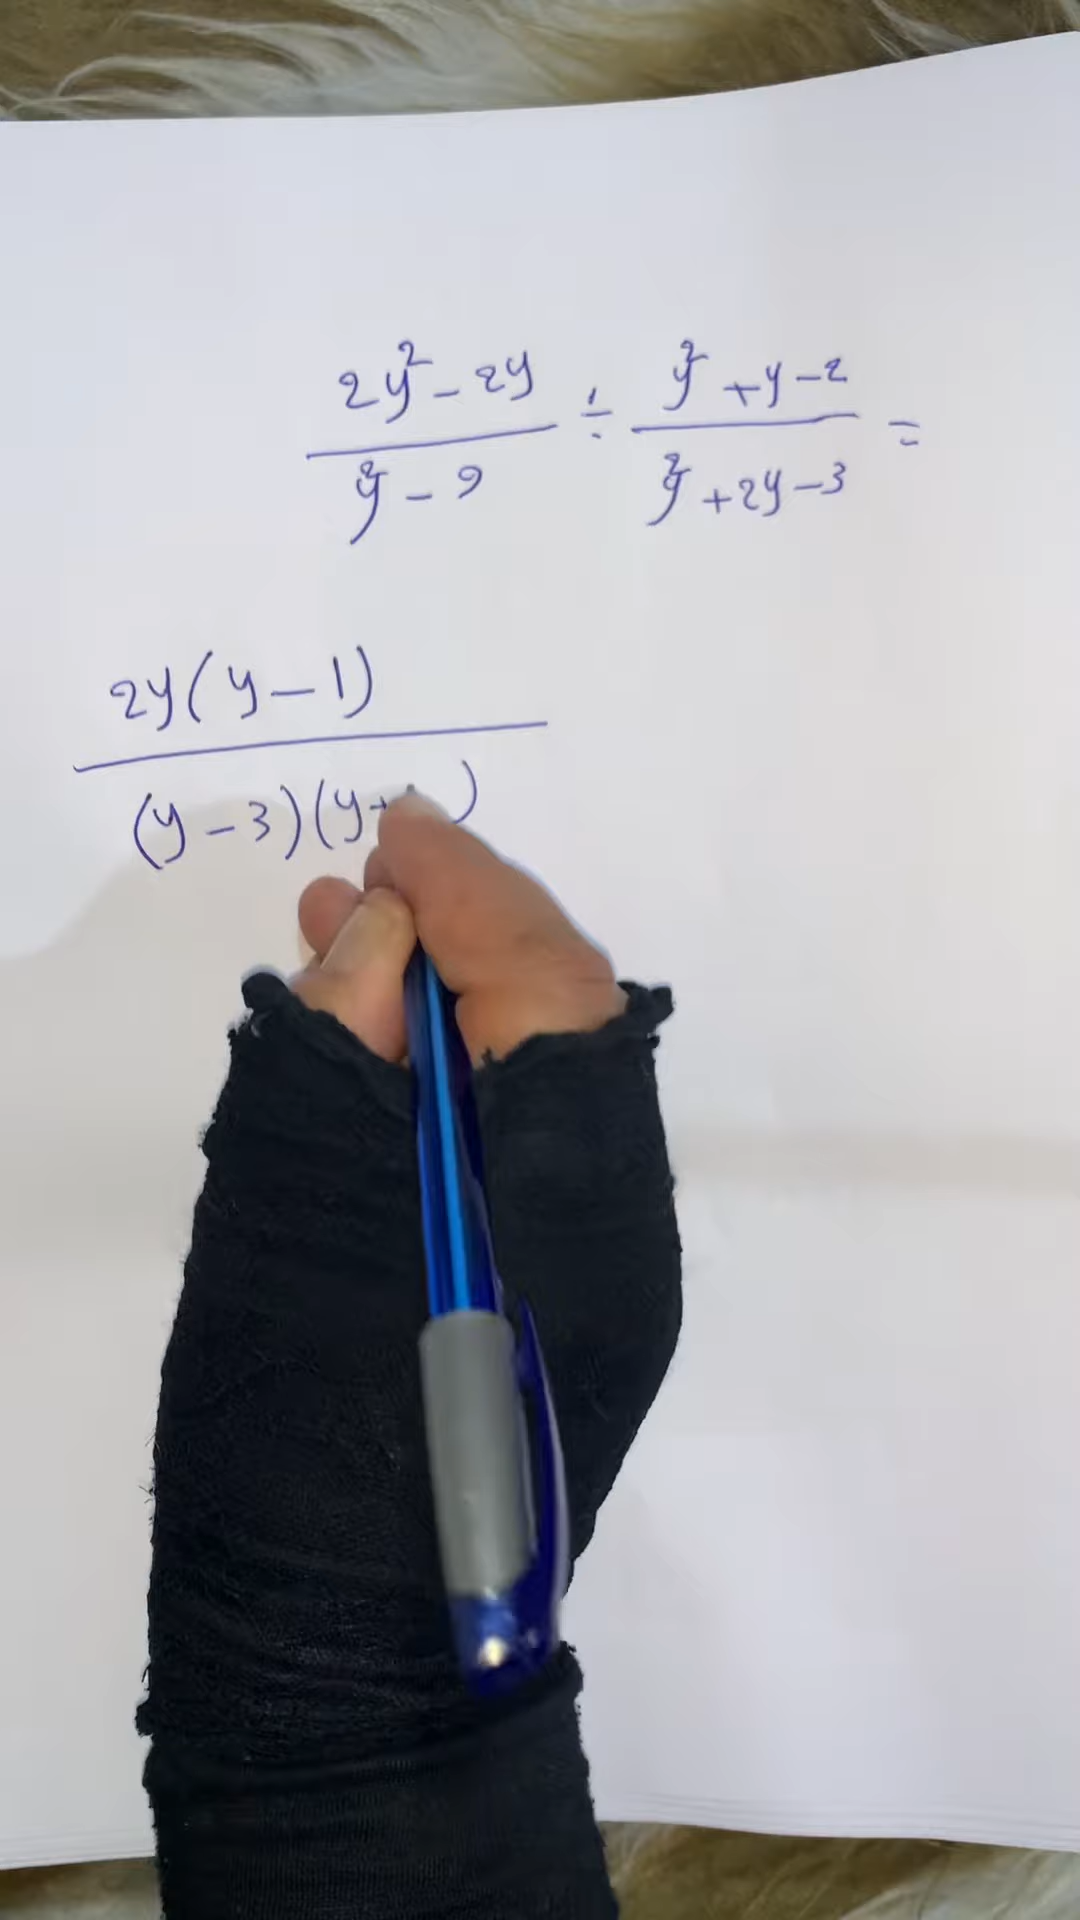 2y² - 2y / y² - 9 ÷ y² + y - 2 / y² + 2y - 3 =
2y(y - 1)
(y - 3)(y+ )